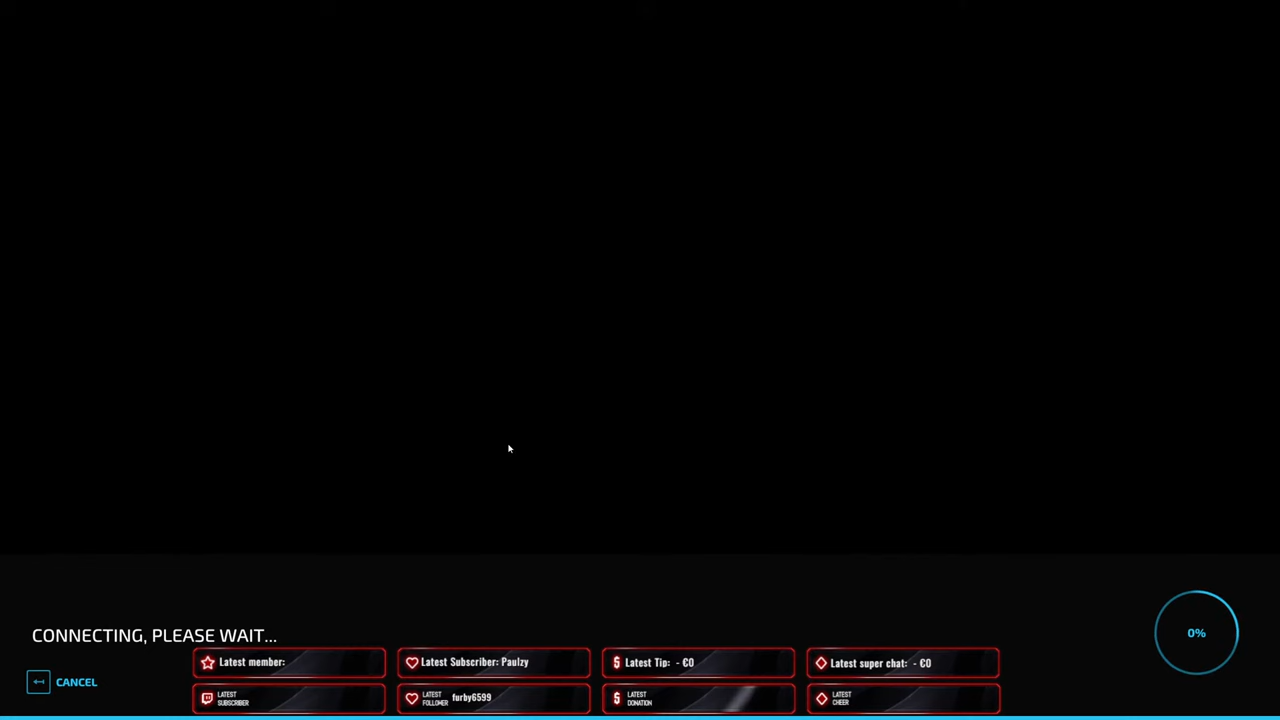 CONNECTING, PLEASE WAIT...
0%
Latest member:
Latest Subscriber: Paulzy
Latest Tip: - €0
Latest super chat: - €0
CANCEL
LATEST
SUBSCRIBER
LATEST
FOLLOWER
furby6599
LATEST
DONATION
LATEST
CHEER